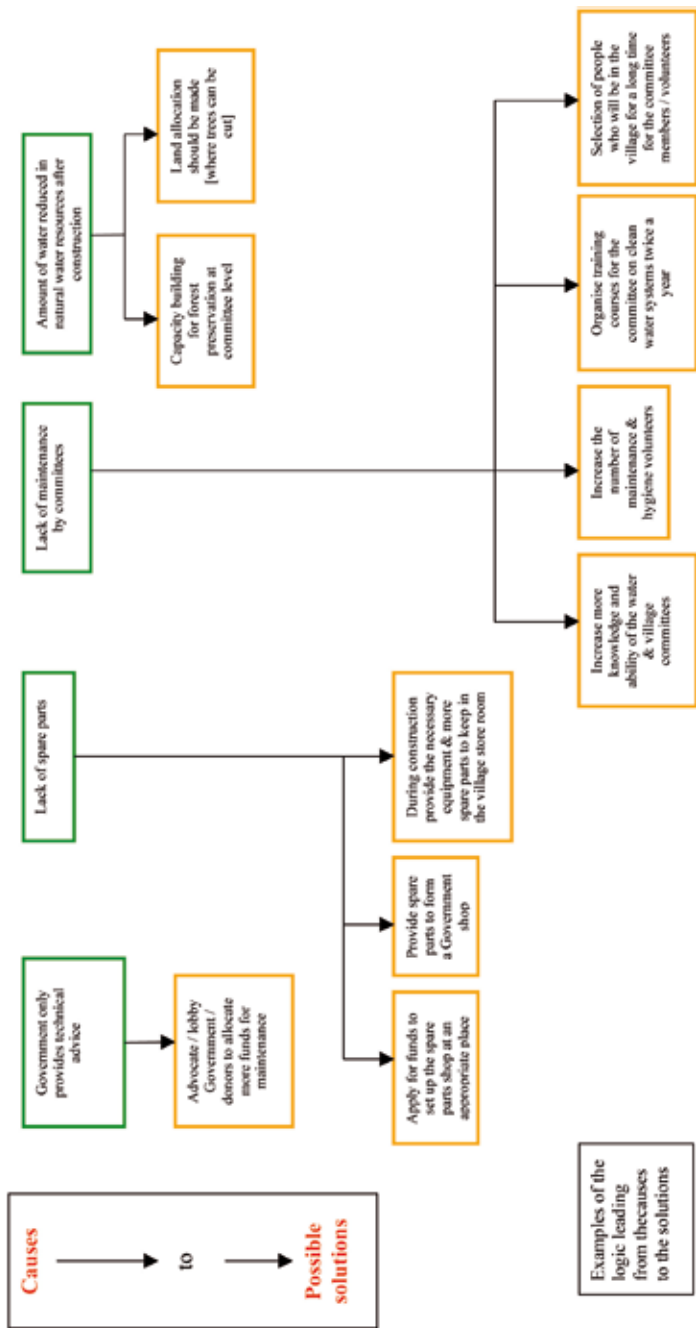 Causes
to
Possible
solutions
Government only
provides technical
advice
Advocate / lobby
Government /
donors to allocate
more funds for
maintenance
Lack of spare parts
Apply for funds to
set up the spare
parts shop at an
appropriate place
Provide spare
parts to form
a Government
shop
During construction
provide the necessary
equipment & more
spare parts to keep in
the village store room
Lack of maintenance
by committees
Increase more
knowledge and
ability of the water
& village
committees
Increase the
number of
maintenance &
hygiene volunteers
Organise training
courses for the
committee on clean
water systems twice a
year
Selection of people
who will be in the
village for a long time
for the committee
members / volunteers
Amount of water reduced in
natural water resources after
construction
Capacity building
for forest
preservation at
committee level
Land allocation
should be made
[where trees can be
cut]
Examples of the
logic leading
from thecauses
to the solutions